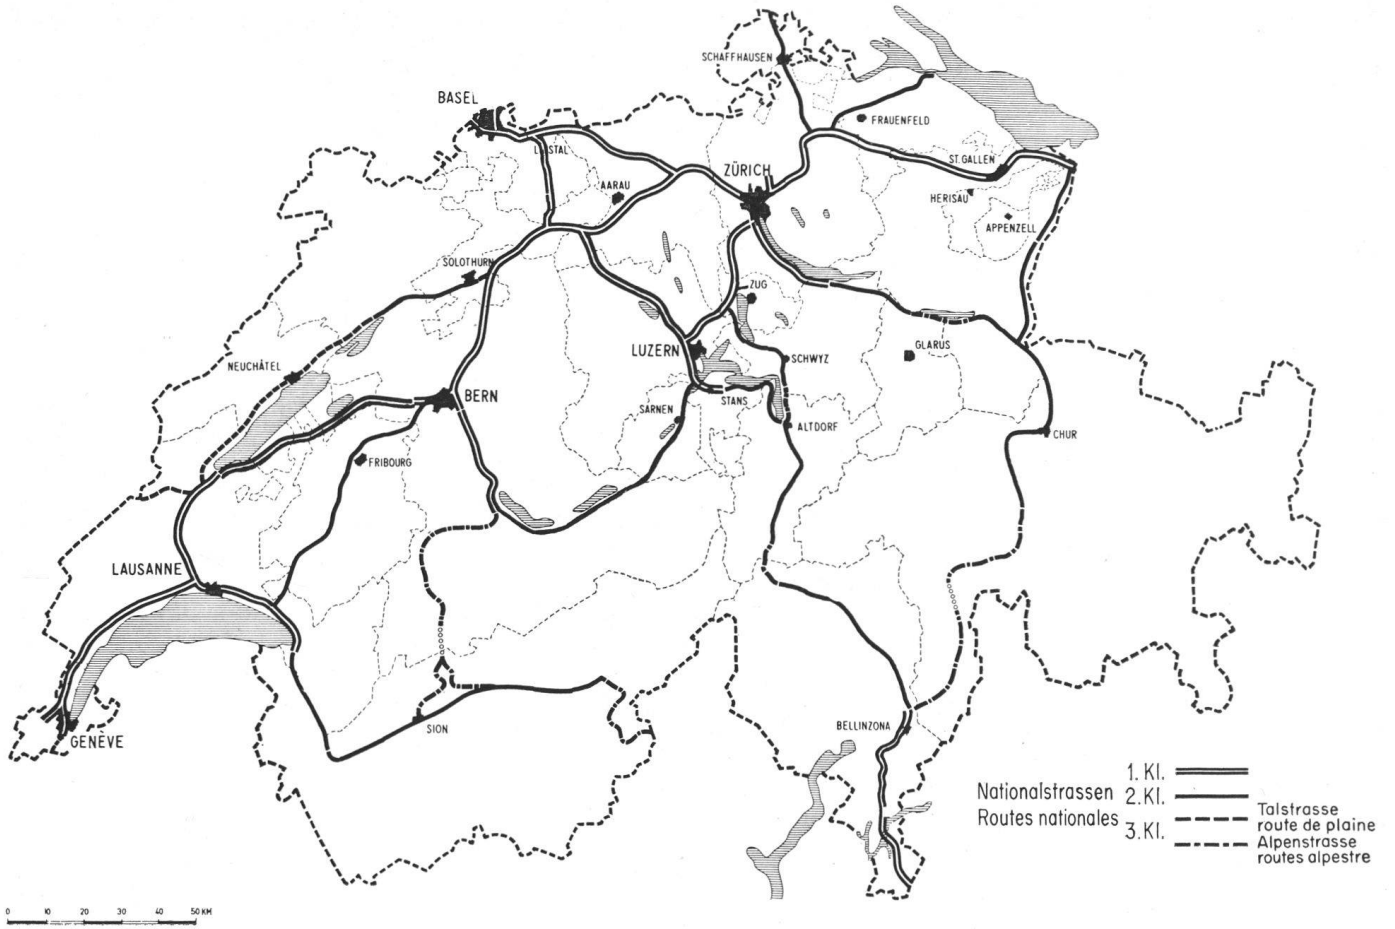 SCHAFFHAUSEN
BASEL
FRAUENFELD
ST. GALLEN
ZÜRICH
AARAU
HERISAU
APPENZELL
SOLOTHURN
ZUG
LUZERN
GLARUS
SCHWYZ
NEUCHÂTEL
BERN
STANS
SARNEN
ALTDORF
CHUR
FRIBOURG
LAUSANNE
SION
BELLINZONA
GENÈVE
Nationalstrassen
Routes nationales
1. Kl.
2. Kl.
3. Kl.
Talstrasse
route de plaine
Alpenstrasse
routes alpestre
0 10 20 30 40 50 KM